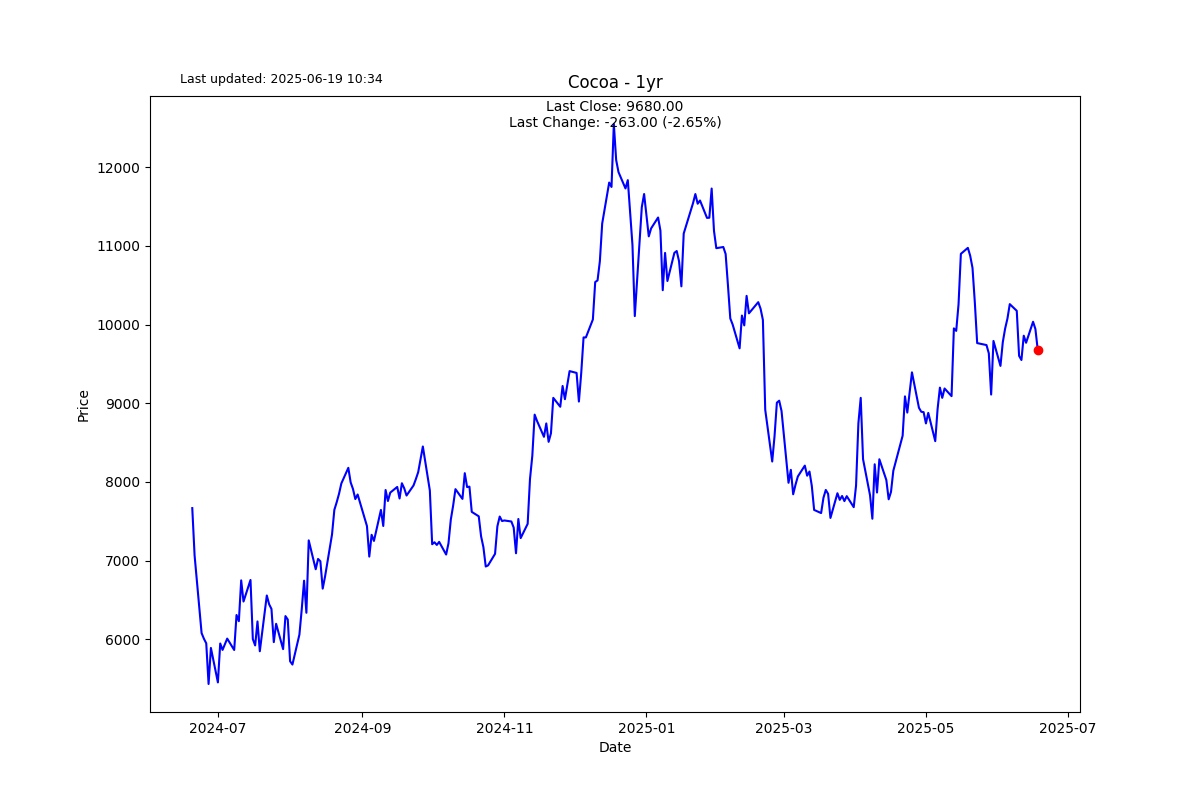 Last updated: 2025-06-19 10:34
Cocoa - 1yr
Last Close: 9680.00
Last Change: -263.00 (-2.65%)
12000
11000
10000
9000
8000
7000
6000
Price
2024-07 2024-09 2024-11 2025-01 2025-03 2025-05 2025-07
Date